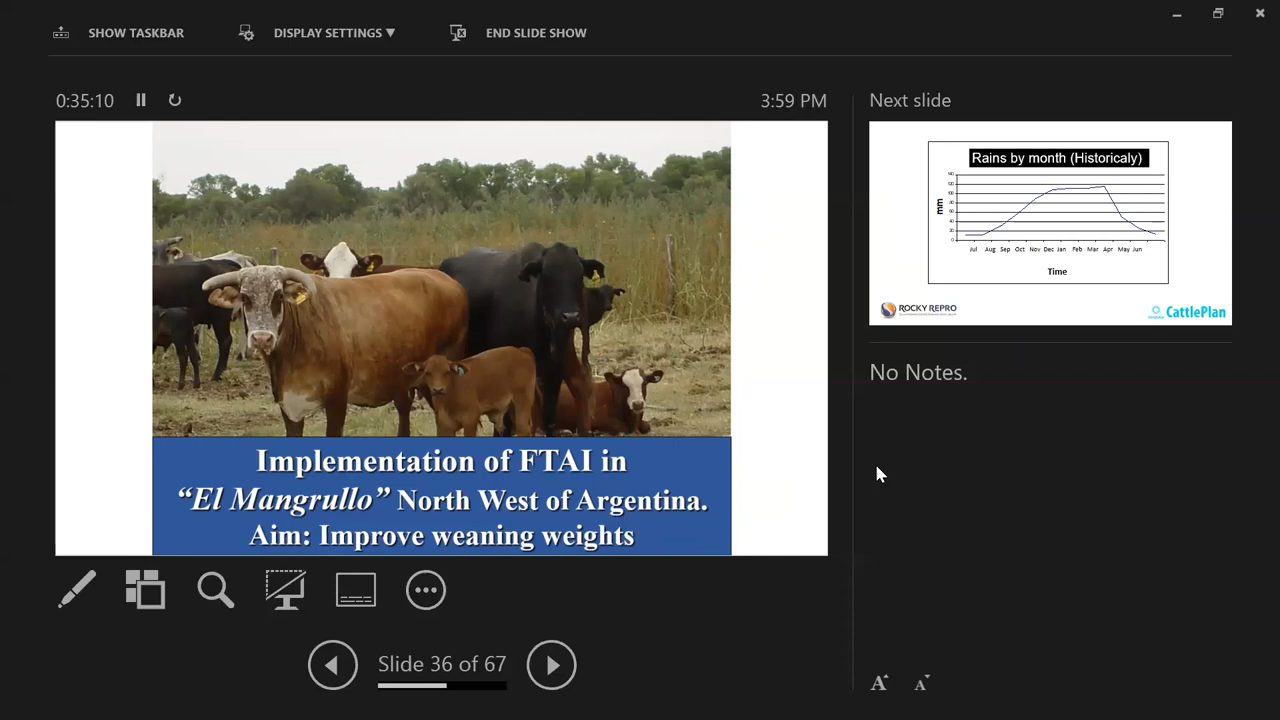 SHOW TASKBAR
DISPLAY SETTINGS ▼
END SLIDE SHOW
0:35:10
3:59 PM
Implementation of FTAI in
“El Mangrullo” North West of Argentina.
Aim: Improve weaning weights
Slide 36 of 67
Next slide
Rains by month (Historicaly)
mm
Jul Aug Sep Oct Nov Dec Jan Feb Mar Apr May Jun
Time
ROCKY REPRO
CattlePlan
No Notes.
A A